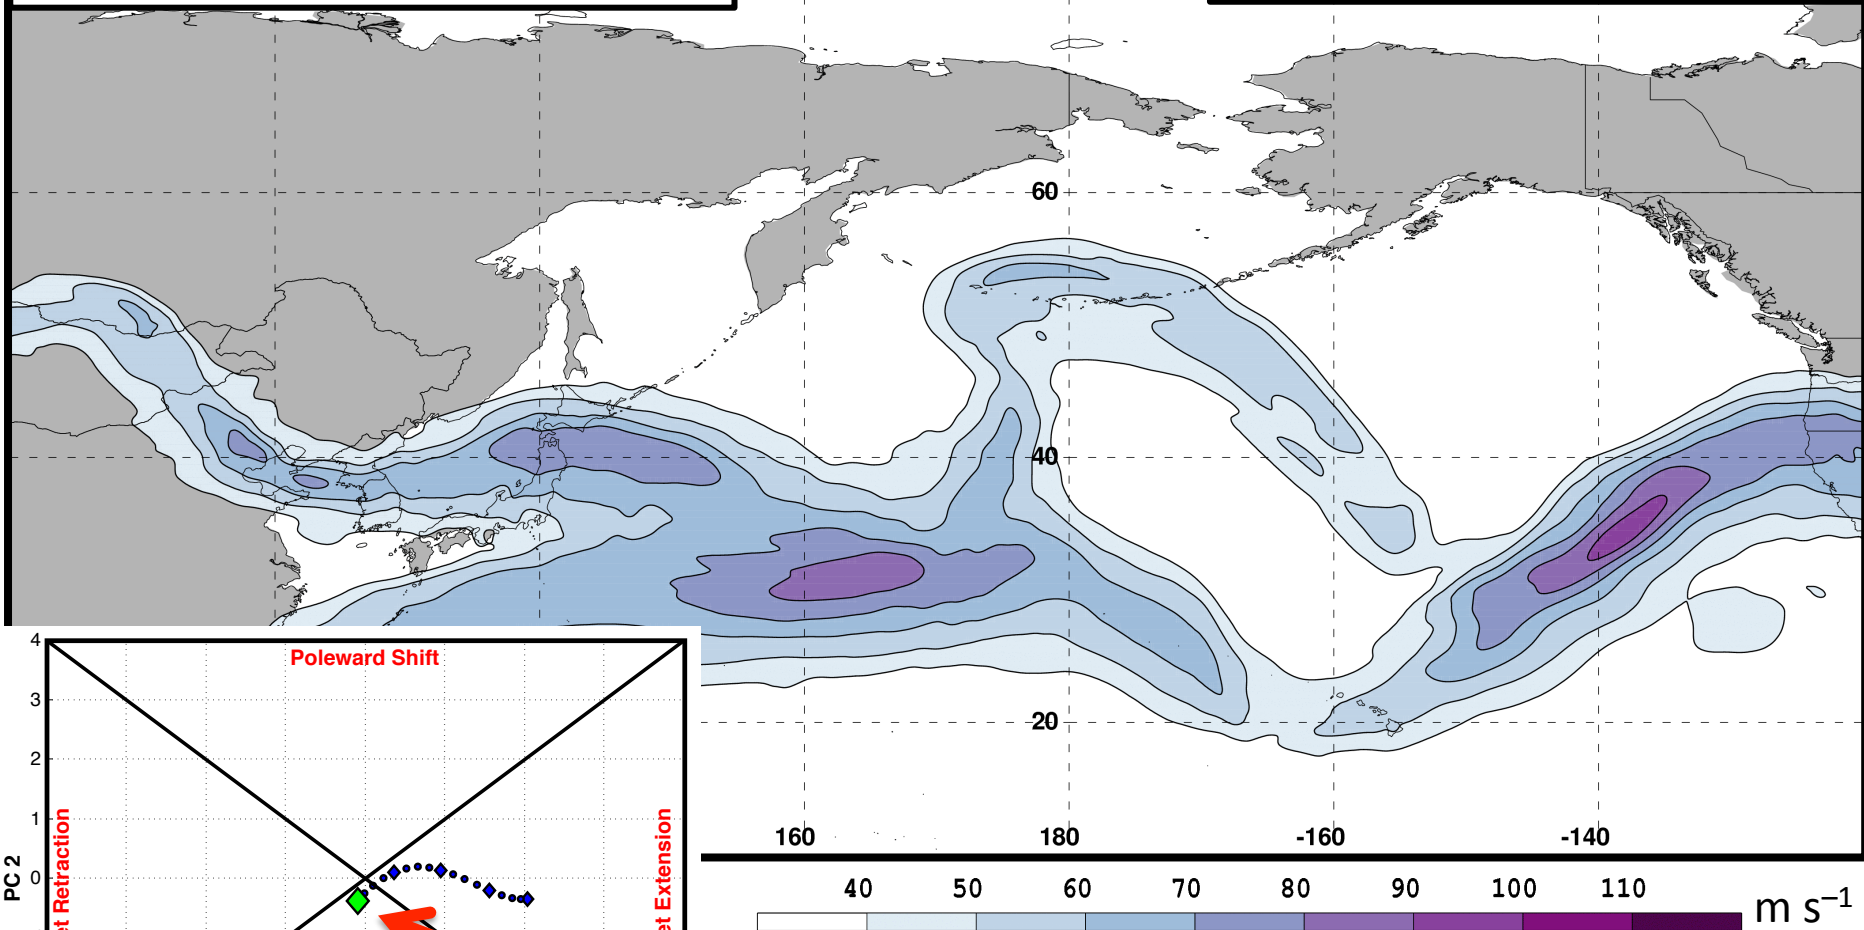 60
40
20
160 180 -160 -140
4
Poleward Shift
3
2
1
0
PC 2
et Retraction
et Extension
40 50 60 70 80 90 100 110
m s⁻¹